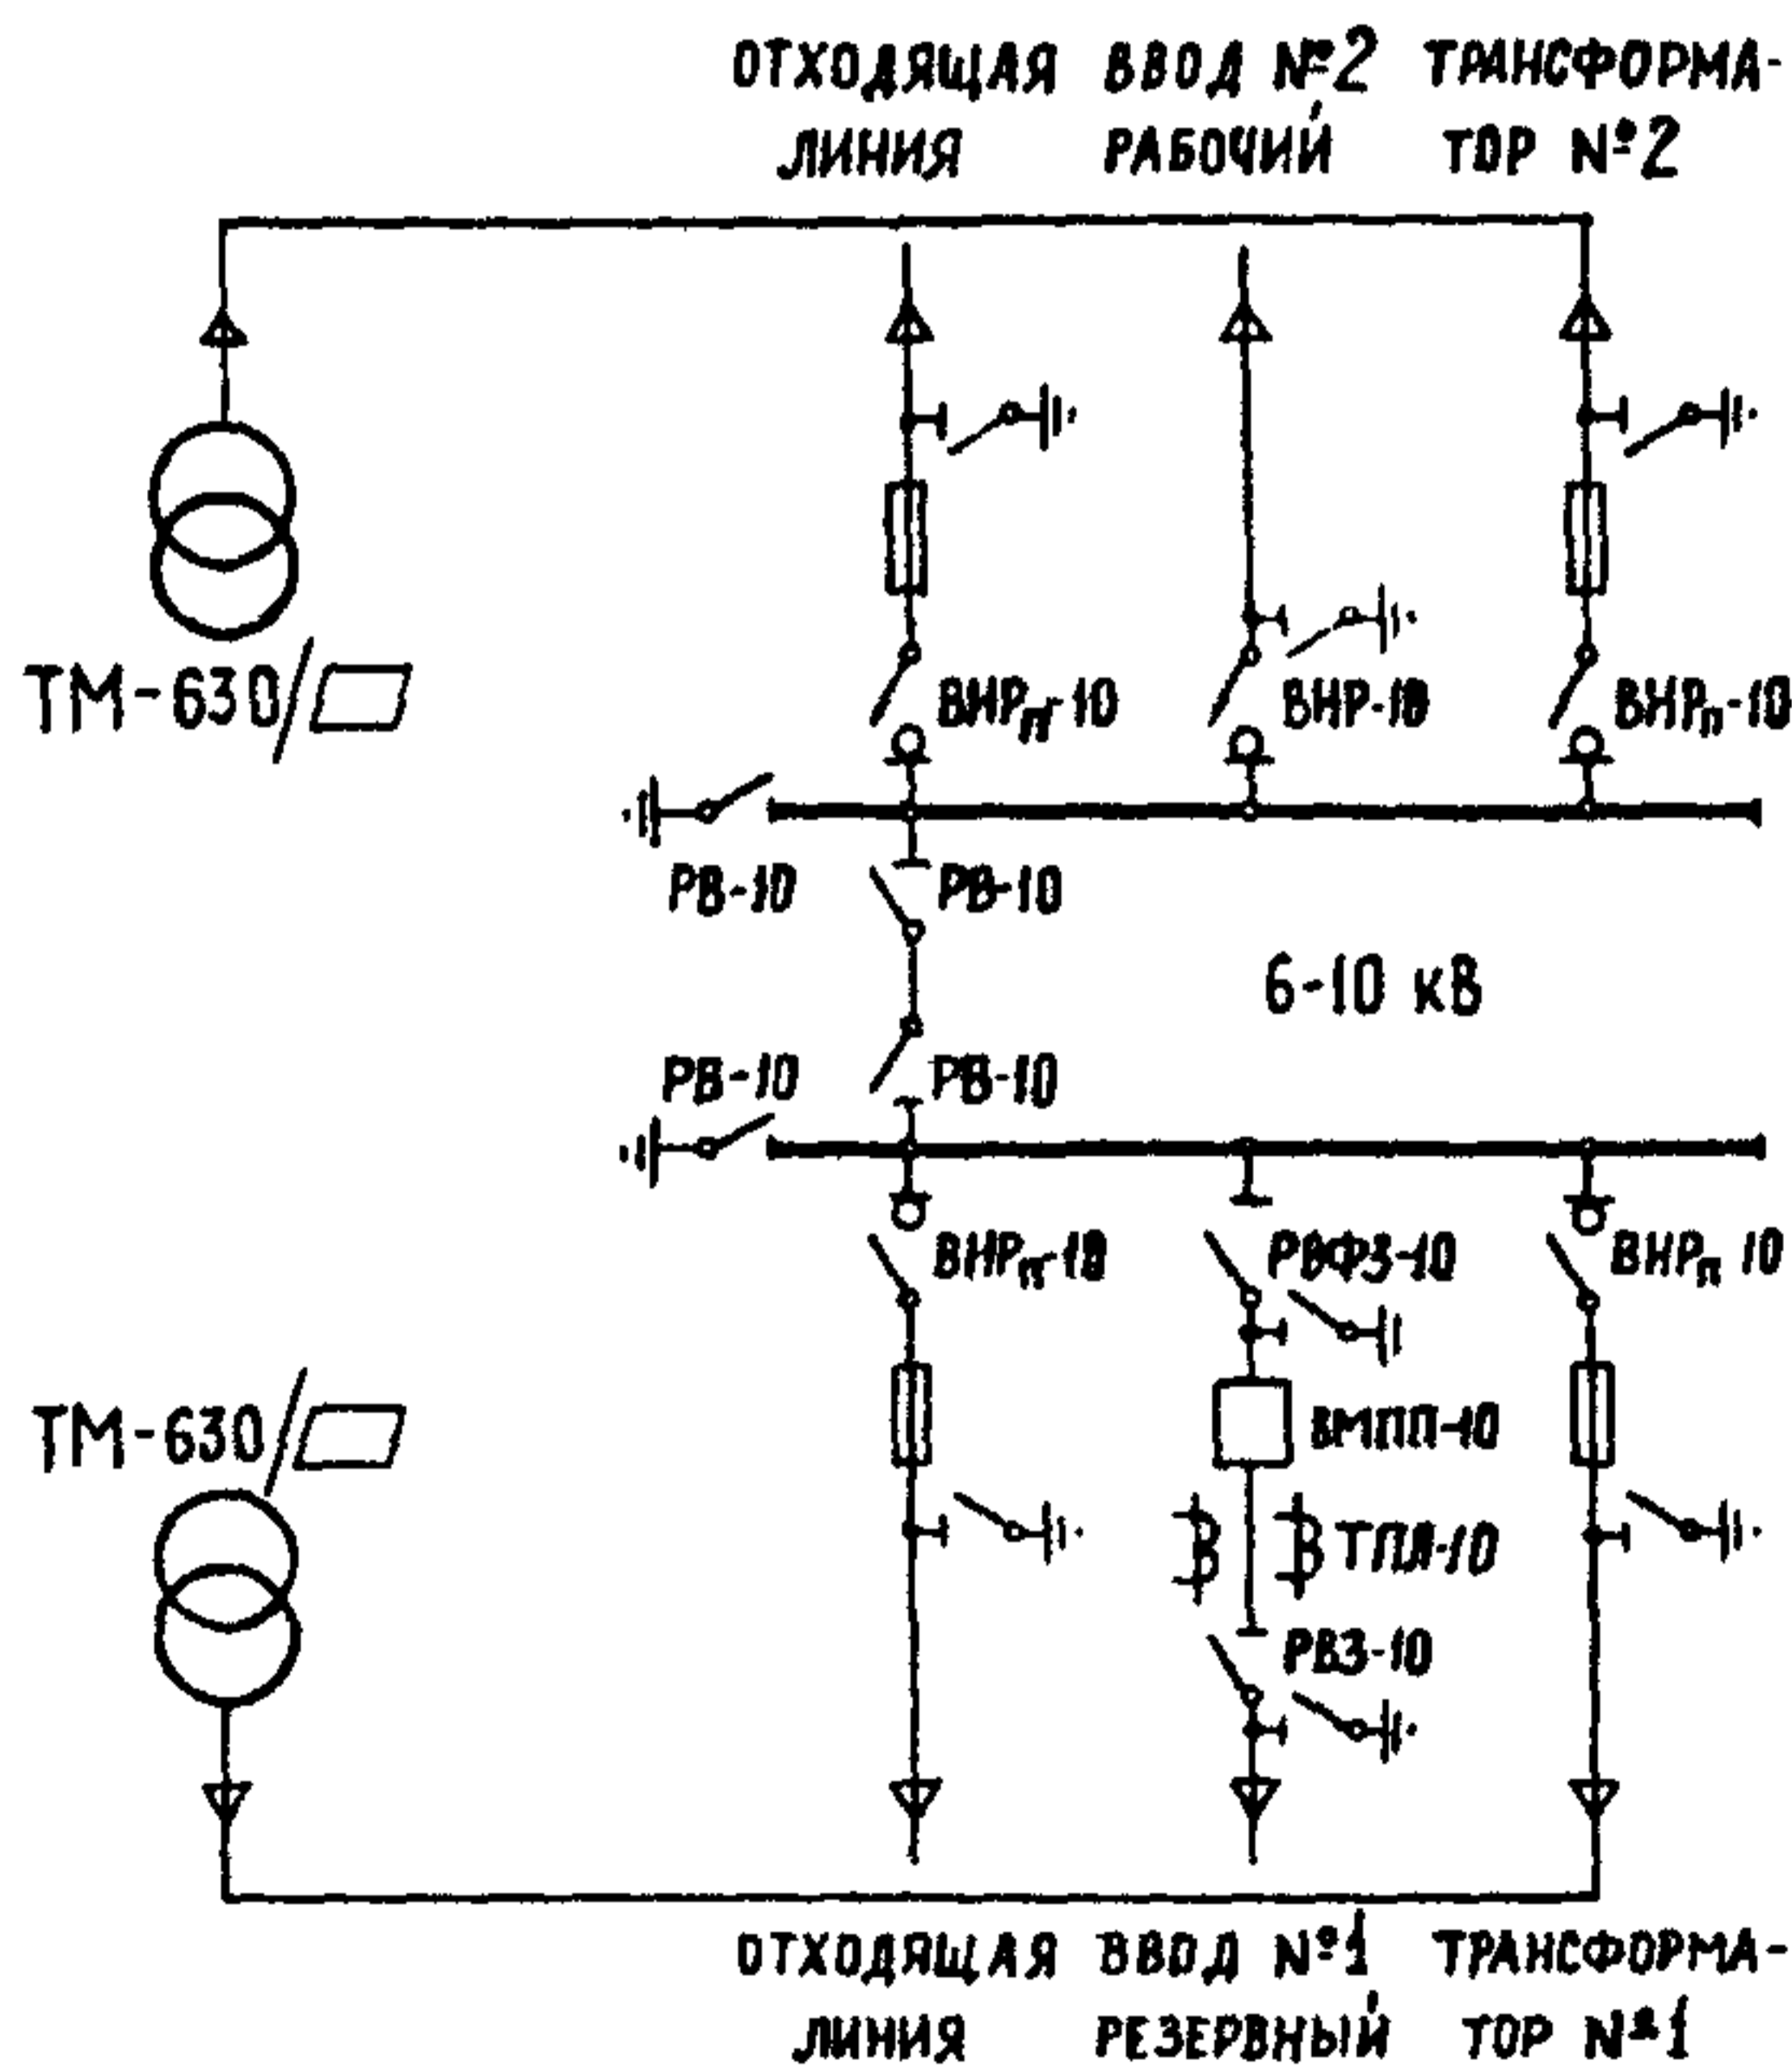 ОТХОДЯЩАЯ ВВОД №2 ТРАНСФОРМА-
ЛИНИЯ РАБОЧИЙ ТОР №2
ТМ-630/
ВНРп-10 ВНР-10 ВНРп-10
РВ-10 РВ-10
6-10 кВ
РВ-10 РВ-10
ВНРп-10 РВФЗ-10 ВНРп 10
ТМ-630/
ВМПП-10
ТПЛ-10
РВЗ-10
ОТХОДЯЩАЯ ВВОД №1 ТРАНСФОРМА-
ЛИНИЯ РЕЗЕРВНЫЙ ТОР №1